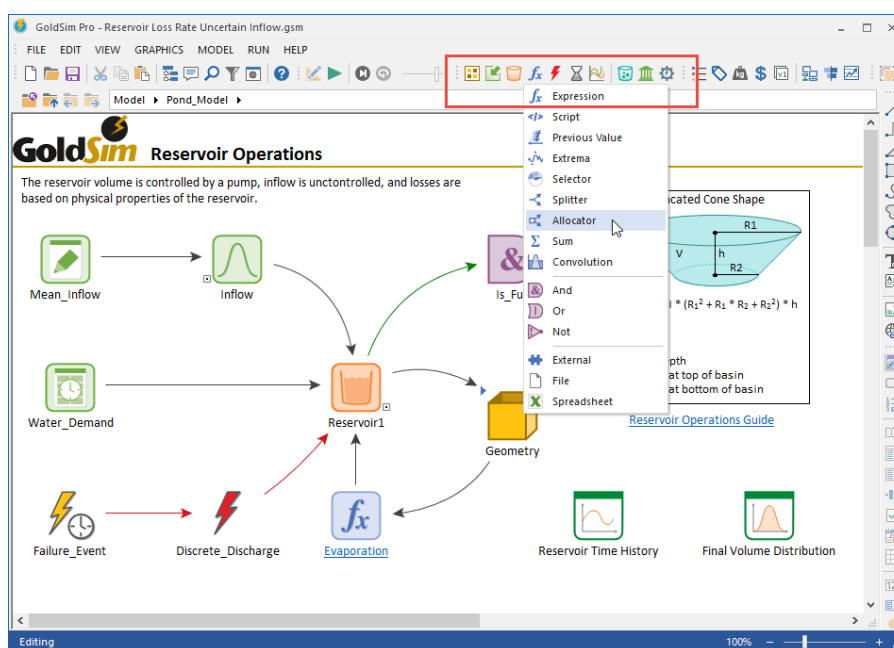 GoldSim Pro - Reservoir Loss Rate Uncertain Inflow.gsm
FILE EDIT VIEW GRAPHICS MODEL RUN HELP
Model Pond_Model
GoldSim Reservoir Operations
The reservoir volume is controlled by a pump, inflow is unctontrolled, and losses are
based on physical properties of the reservoir.
fx Expression
Script
Previous Value
Extrema
Selector
Splitter
Allocator
Sum
Convolution
& And
Or
Not
External
File
Spreadsheet
cated Cone Shape
R1
V h
R2
* (R1² + R1 * R2 + R2²) * h
pth
at top of basin
at bottom of basin
Reservoir Operations Guide
Mean_Inflow
Inflow
&
Is_Fu
Water_Demand
Reservoir1
Geometry
Failure_Event
Discrete_Discharge
fx
Evaporation
Reservoir Time History
Final Volume Distribution
Editing
100%